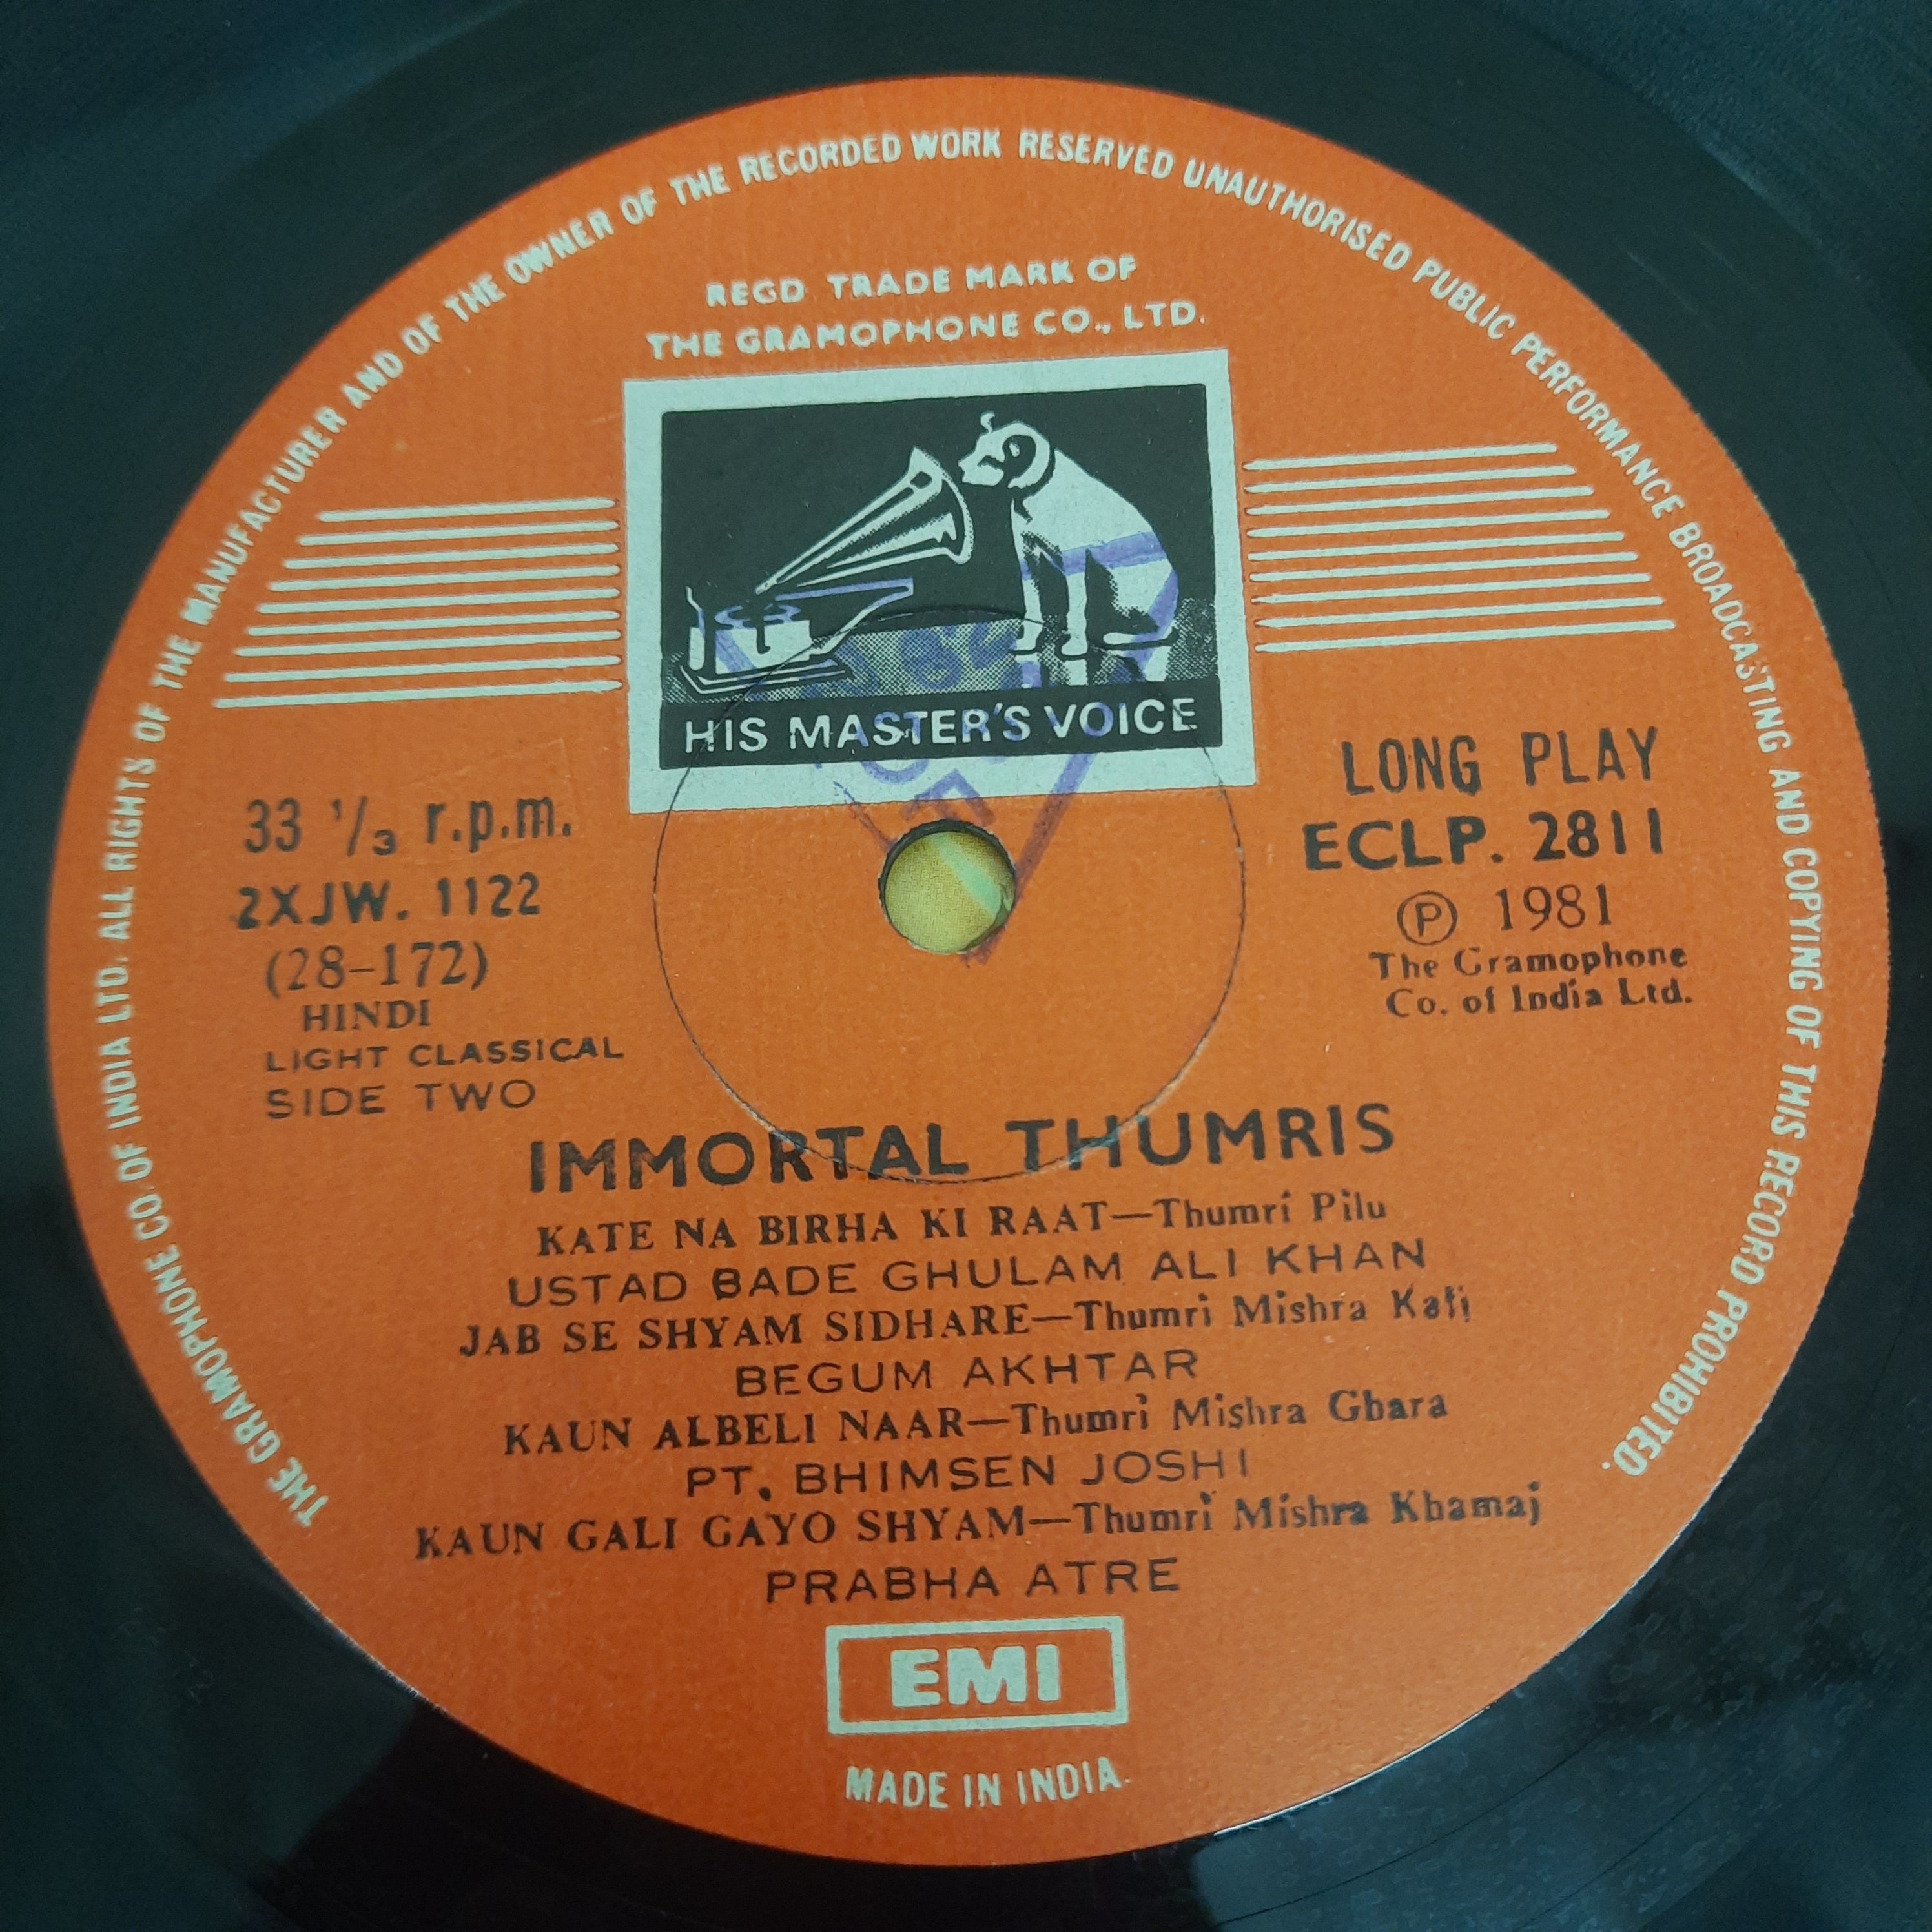 THE GRAMOPHONE CO. OF INDIA LTD. ALL RIGHTS OF THE MANUFACTURER AND OF THE OWNER OF THE RECORDED WORK RESERVED UNAUTHORISED PUBLIC PERFORMANCE BROADCASTING AND COPYING OF THIS RECORD PROHIBITED.
REGD TRADE MARK OF
THE GRAMOPHONE CO., LTD.
HIS MASTER'S VOICE
33 1/3 r.p.m.
2XJW. 1122
(28-172)
HINDI
LIGHT CLASSICAL
SIDE TWO
LONG PLAY
ECLP. 2811
Ⓟ 1981
The Gramophone
Co. of India Ltd.
IMMORTAL THUMRIS
KATE NA BIRHA KI RAAT—Thumri Pilu
USTAD BADE GHULAM ALI KHAN
JAB SE SHYAM SIDHARE—Thumri Mishra Kafi
BEGUM AKHTAR
KAUN ALBELI NAAR—Thumri Mishra Gbara
PT. BHIMSEN JOSHI
KAUN GALI GAYO SHYAM—Thumri Mishra Khamaj
PRABHA ATRE
EMI
MADE IN INDIA.